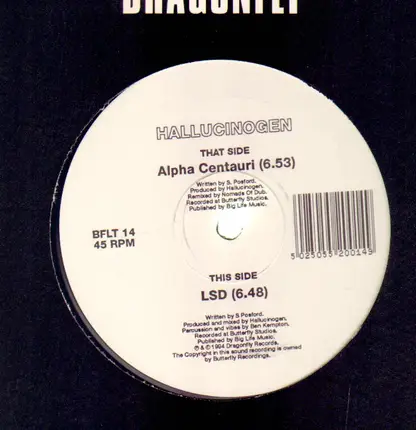 DRAGONFLY
HALLUCINOGEN
THAT SIDE
Alpha Centauri (6.53)
Written by S. Posford.
Produced by Hallucinogen.
Remixed by Nomads Of Dub.
Recorded at Butterfly Studios.
Published by Big Life Music.
BFLT 14
45 RPM
5 025055 200149
THIS SIDE
LSD (6.48)
Written by S Posford.
Produced and mixed by Hallucinogen.
Percussion and vibes by Ben Kempton.
Recorded at Butterfly Studios.
Published by Big Life Music.
℗ & © 1994 Dragonfly Records.
The Copyright in this sound recording is owned
by Butterfly Recordings.